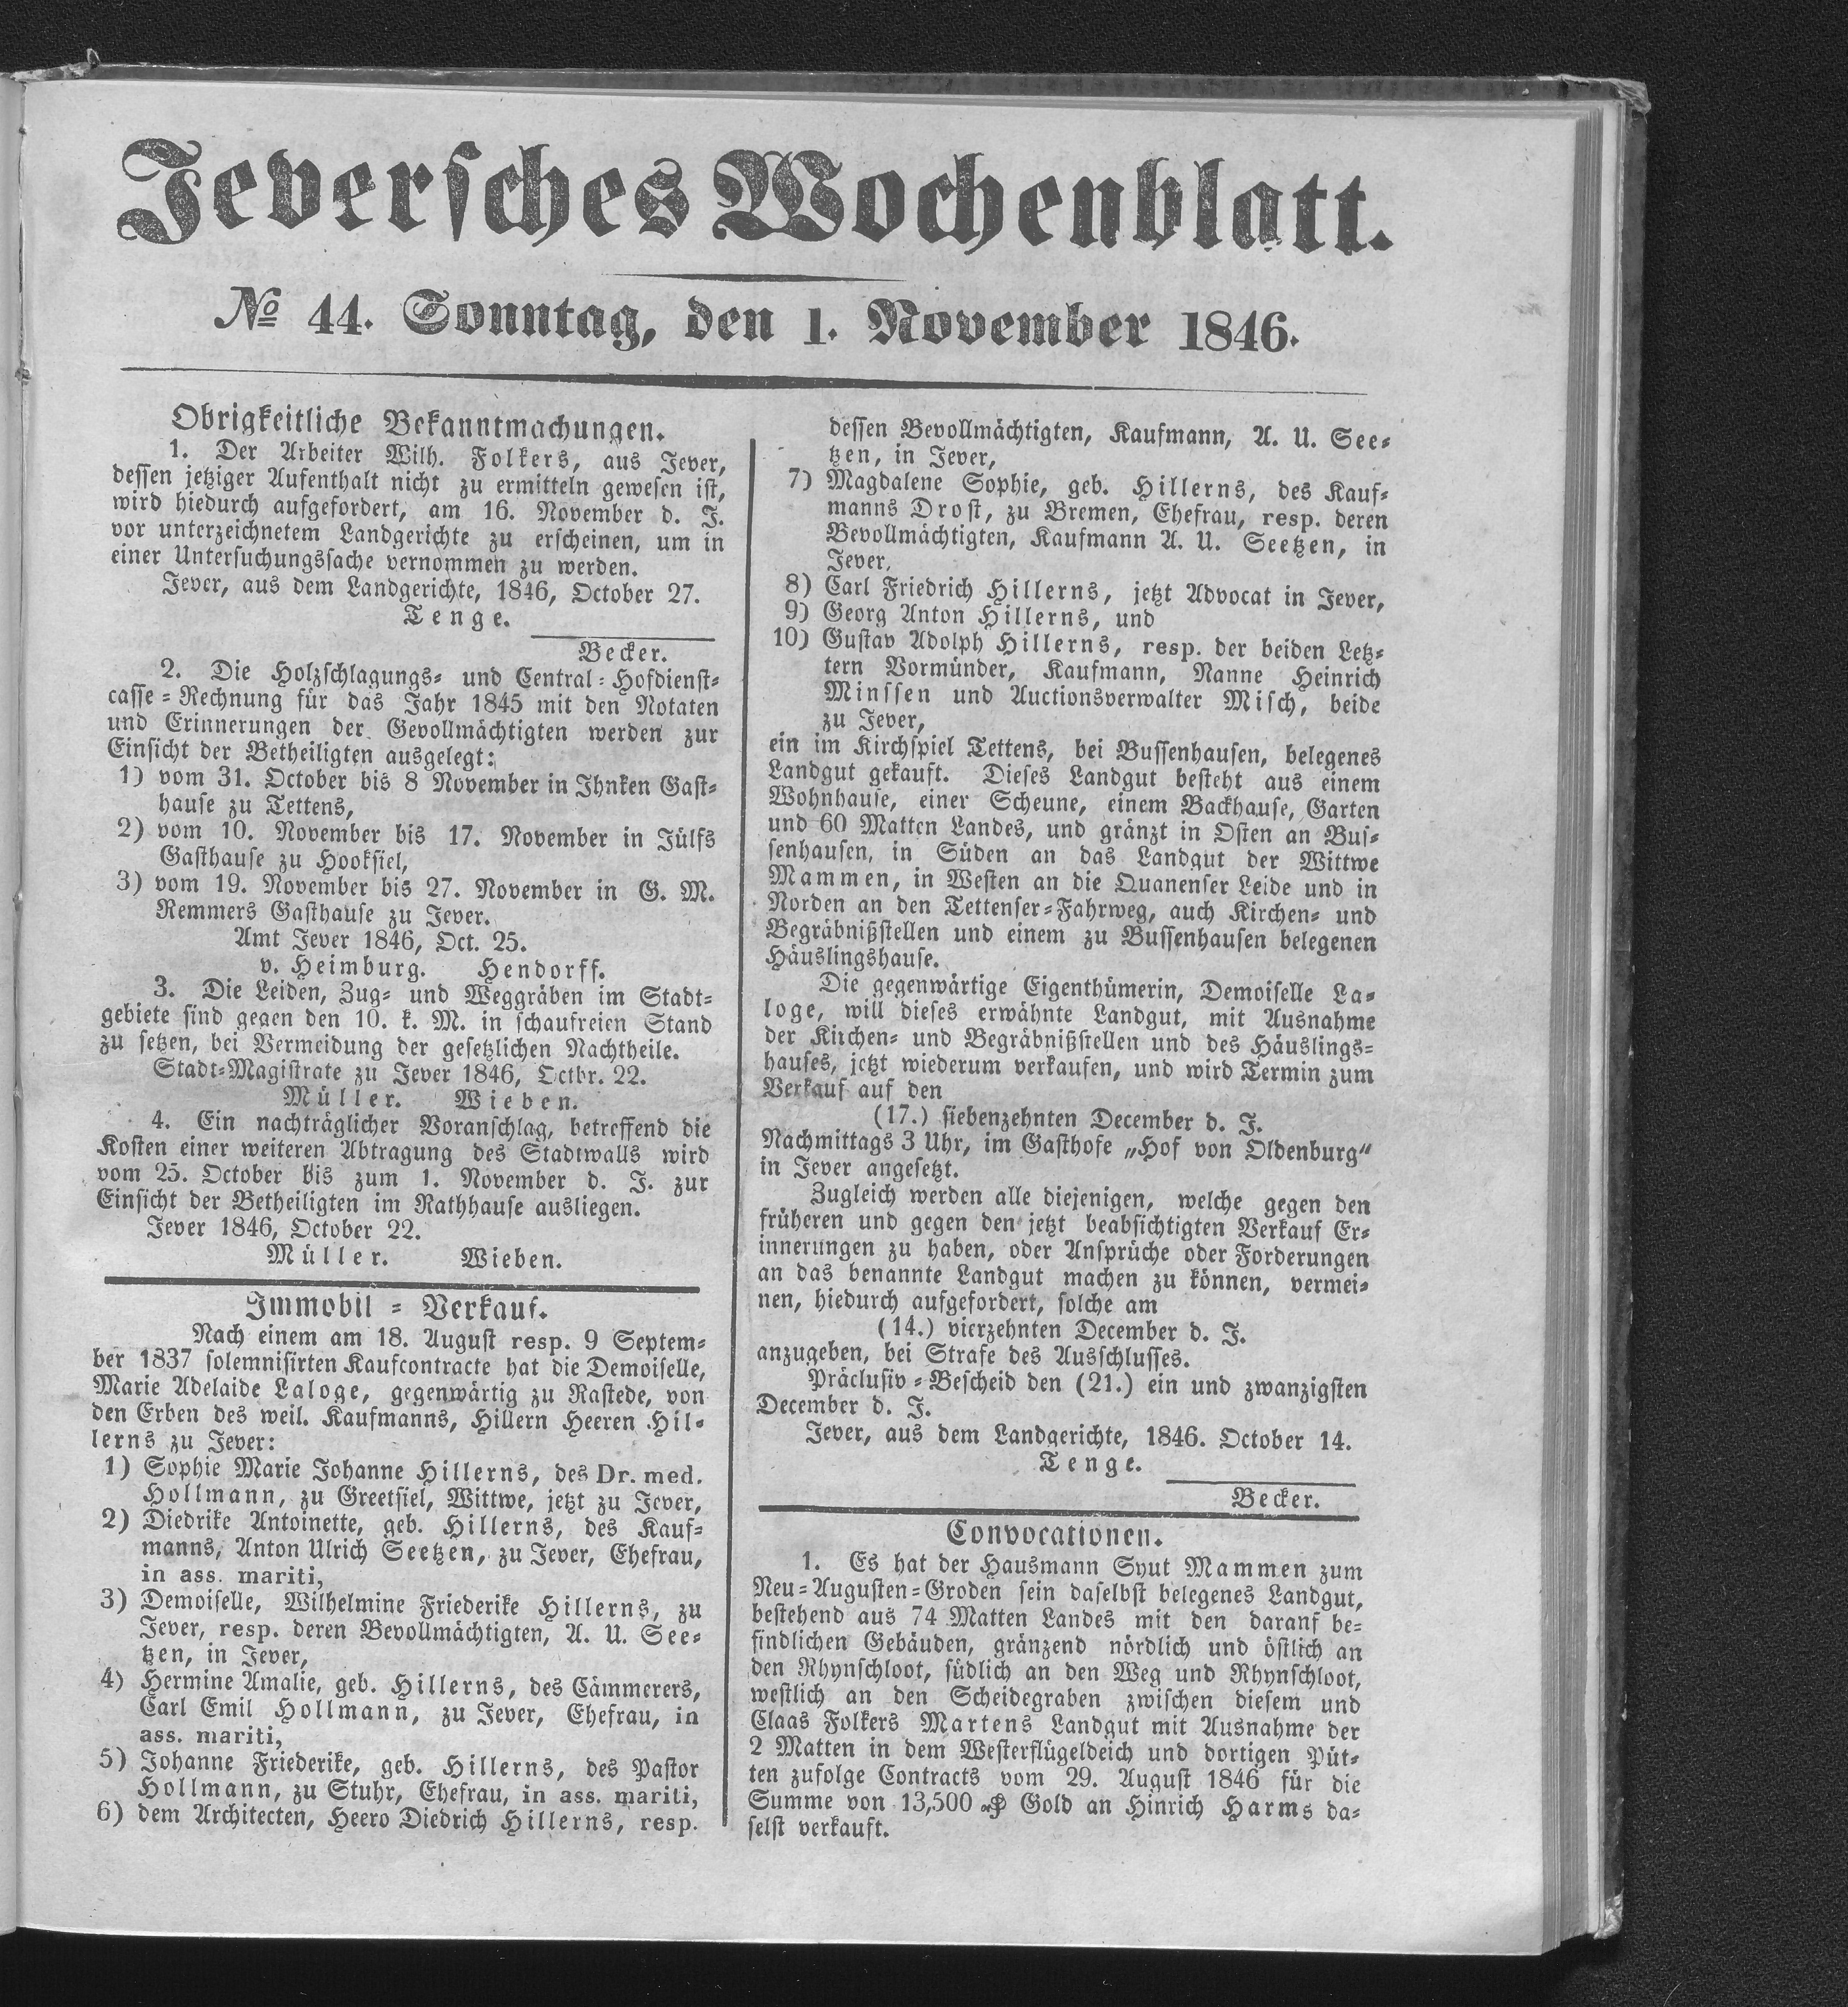 Jeversches Wochenblatt.
№ 44. Sonntag, den 1. November 1846.
Obrigkeitliche Bekanntmachungen.
1. Der Arbeiter Wilh. Folkers, aus Jever,
dessen jetziger Aufenthalt nicht zu ermitteln gewesen ist,
wird hiedurch aufgefordert, am 16. November d. J.
vor unterzeichnetem Landgerichte zu erscheinen, um in
einer Untersuchungssache vernommen zu werden.
Jever, aus dem Landgerichte, 1846, October 27.
Tenge.
Becker.
2. Die Holzschlagungs- und Central-Hofdienst-
casse-Rechnung für das Jahr 1845 mit den Notaten
und Erinnerungen der Gevollmächtigten werden zur
Einsicht der Betheiligten ausgelegt:
1) vom 31. October bis 8 November in Ihnken Gast-
hause zu Tettens,
2) vom 10. November bis 17. November in Jülfs
Gasthause zu Hooksiel,
3) vom 19. November bis 27. November in G. M.
Remmers Gasthause zu Jever.
Amt Jever 1846, Oct. 25.
v. Heimburg. Hendorff.
3. Die Leiden, Zug- und Weggräben im Stadt-
gebiete sind gegen den 10. k. M. in schaufreien Stand
zu setzen, bei Vermeidung der gesetzlichen Nachtheile.
Stadt-Magistrate zu Jever 1846, Octbr. 22.
Müller. Wieben.
4. Ein nachträglicher Voranschlag, betreffend die
Kosten einer weiteren Abtragung des Stadtwalls wird
vom 25. October bis zum 1. November d. J. zur
Einsicht der Betheiligten im Rathhause ausliegen.
Jever 1846, October 22.
Müller. Wieben.
Immobil-Verkauf.
Nach einem am 18. August resp. 9 Septem-
ber 1837 solemnisirten Kaufcontracte hat die Demoiselle,
Marie Adelaide Laloge, gegenwärtig zu Rastede, von
den Erben des weil. Kaufmanns, Hillern Heeren Hil-
lerns zu Jever:
1) Sophie Marie Johanne Hillerns, des Dr. med.
Hollmann, zu Greetsiel, Wittwe, jetzt zu Jever,
2) Diedrike Antoinette, geb. Hillerns, des Kauf-
manns, Anton Ulrich Seetzen, zu Jever, Ehefrau,
in ass. mariti,
3) Demoiselle, Wilhelmine Friederike Hillerns, zu
Jever, resp. deren Bevollmächtigten, A. U. See-
tzen, in Jever,
4) Hermine Amalie, geb. Hillerns, des Cämmerers,
Carl Emil Hollmann, zu Jever, Ehefrau, in
ass. mariti,
5) Johanne Friederike, geb. Hillerns, des Pastor
Hollmann, zu Stuhr, Ehefrau, in ass. mariti,
6) dem Architecten, Heero Diedrich Hillerns, resp.
dessen Bevollmächtigten, Kaufmann, A. U. See-
tzen, in Jever,
7) Magdalene Sophie, geb. Hillerns, des Kauf-
manns Drost, zu Bremen, Ehefrau, resp. deren
Bevollmächtigten, Kaufmann A. U. Seetzen, in
Jever,
8) Carl Friedrich Hillerns, jetzt Advocat in Jever,
9) Georg Anton Hillerns, und
10) Gustav Adolph Hillerns, resp. der beiden Letz-
tern Vormünder, Kaufmann, Nanne Heinrich
Minssen und Auctionsverwalter Misch, beide
zu Jever,
ein im Kirchspiel Tettens, bei Bussenhausen, belegenes
Landgut gekauft. Dieses Landgut besteht aus einem
Wohnhause, einer Scheune, einem Backhause, Garten
und 60 Matten Landes, und gränzt in Osten an Bus-
senhausen, in Süden an das Landgut der Wittwe
Mammen, in Westen an die Quanenser Leide und in
Norden an den Tettenser-Fahrweg, auch Kirchen- und
Begräbnißstellen und einem zu Bussenhausen belegenen
Häuslingshause.
Die gegenwärtige Eigenthümerin, Demoiselle La-
loge, will dieses erwähnte Landgut, mit Ausnahme
der Kirchen- und Begräbnißstellen und des Häuslings-
hauses, jetzt wiederum verkaufen, und wird Termin zum
Verkauf auf den
(17.) siebenzehnten December d. J.
Nachmittags 3 Uhr, im Gasthofe „Hof von Oldenburg“
in Jever angesetzt.
Zugleich werden alle diejenigen, welche gegen den
früheren und gegen den jetzt beabsichtigten Verkauf Er-
innerungen zu haben, oder Ansprüche oder Forderungen
an das benannte Landgut machen zu können, vermei-
nen, hiedurch aufgefordert, solche am
(14.) vierzehnten December d. J.
anzugeben, bei Strafe des Ausschlusses.
Präclusiv-Bescheid den (21.) ein und zwanzigsten
December d. J.
Jever, aus dem Landgerichte, 1846. October 14.
Tenge.
Becker.
Convocationen.
1. Es hat der Hausmann Syut Mammen zum
Neu-Augusten-Groden sein daselbst belegenes Landgut,
bestehend aus 74 Matten Landes mit den daranf be-
findlichen Gebäuden, gränzend nördlich und östlich an
den Rhynschloot, südlich an den Weg und Rhynschloot,
westlich an den Scheidegraben zwischen diesem und
Claas Folkers Martens Landgut mit Ausnahme der
2 Matten in dem Westerflügeldeich und dortigen Püt-
ten zufolge Contracts vom 29. August 1846 für die
Summe von 13,500 ₰ Gold an Hinrich Harms da-
selst verkauft.